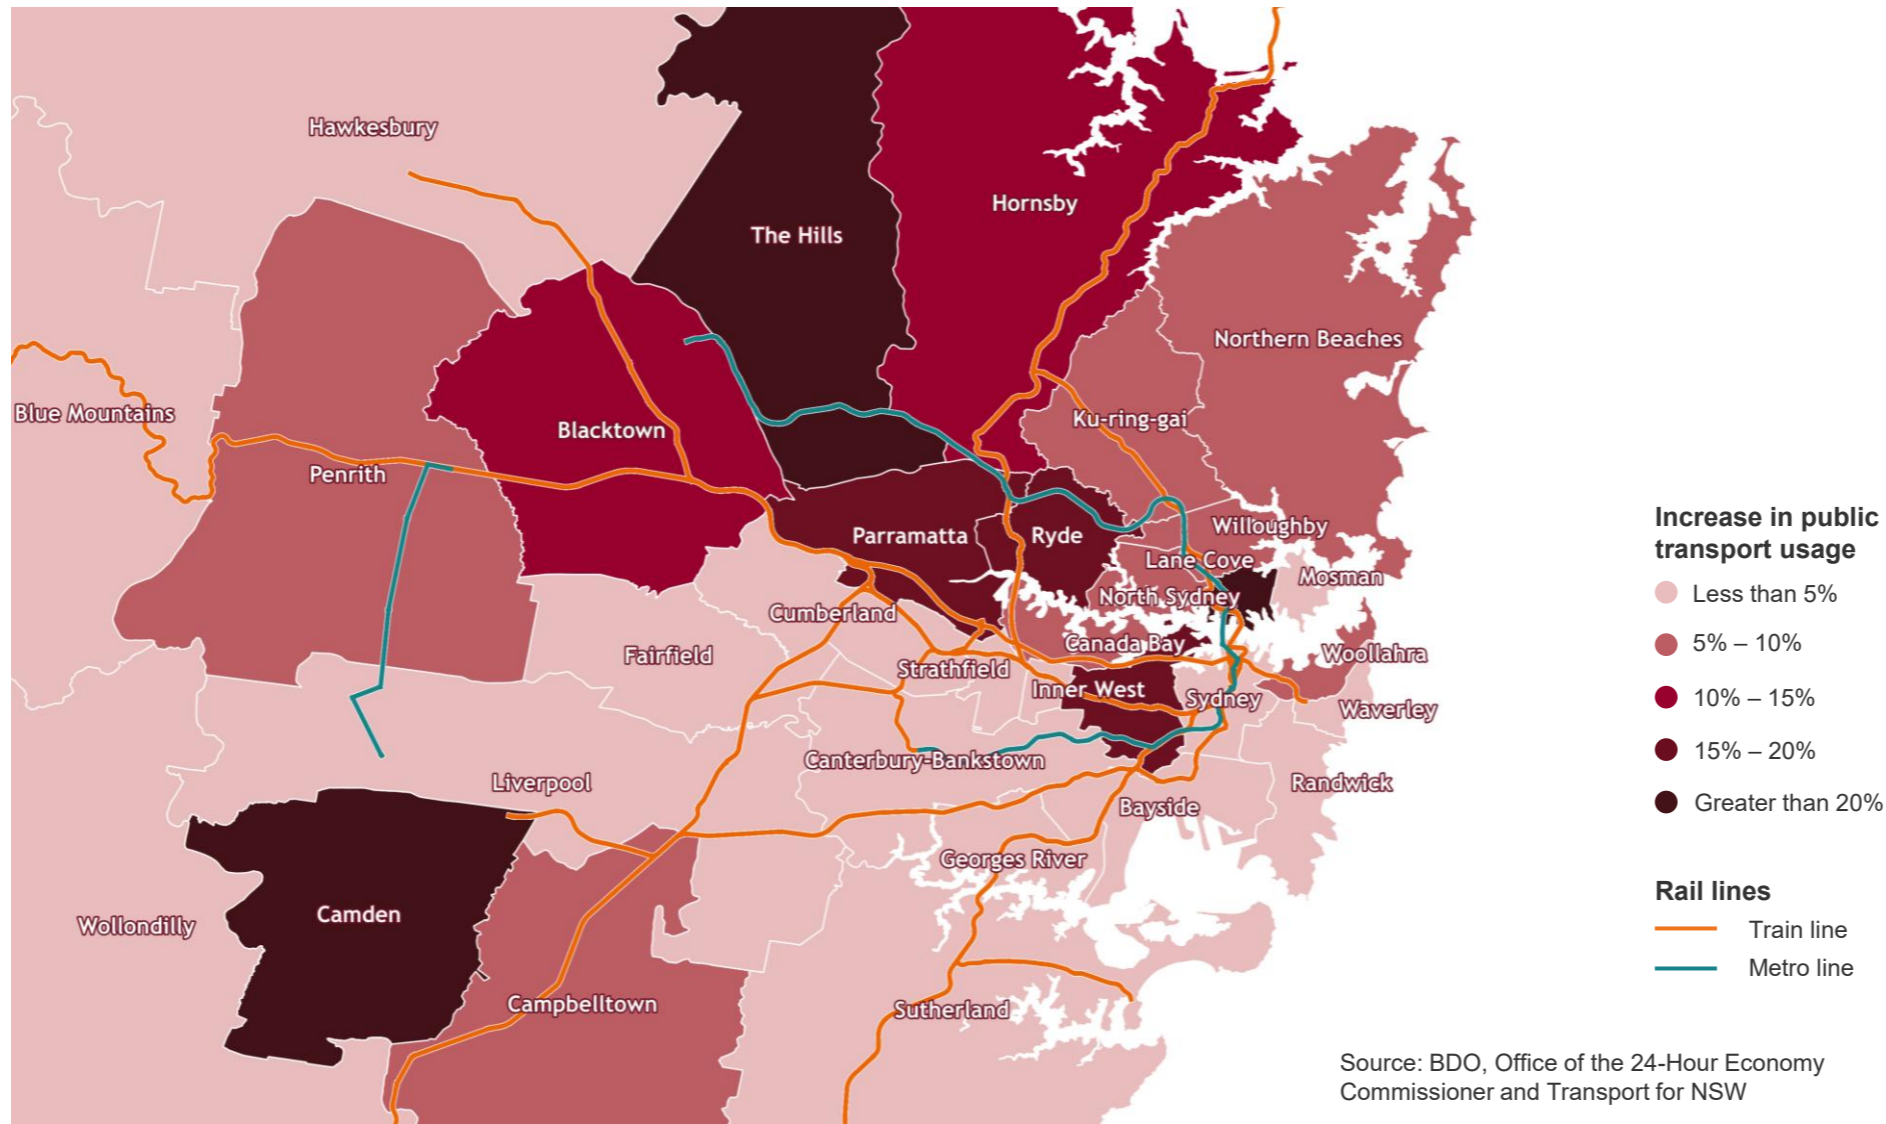 Hawkesbury
Hornsby
The Hills
Northern Beaches
Blue Mountains
Blacktown
Ku-ring-gai
Penrith
Willoughby
Parramatta
Ryde
Lane Cove
Mosman
North Sydney
Cumberland
Canada Bay
Woollahra
Fairfield
Strathfield
Inner West
Sydney
Waverley
Canterbury-Bankstown
Liverpool
Randwick
Bayside
Georges River
Camden
Wollondilly
Campbelltown
Sutherland
Increase in public
transport usage
Less than 5%
5% – 10%
10% – 15%
15% – 20%
Greater than 20%
Rail lines
Train line
Metro line
Source: BDO, Office of the 24-Hour Economy
Commissioner and Transport for NSW